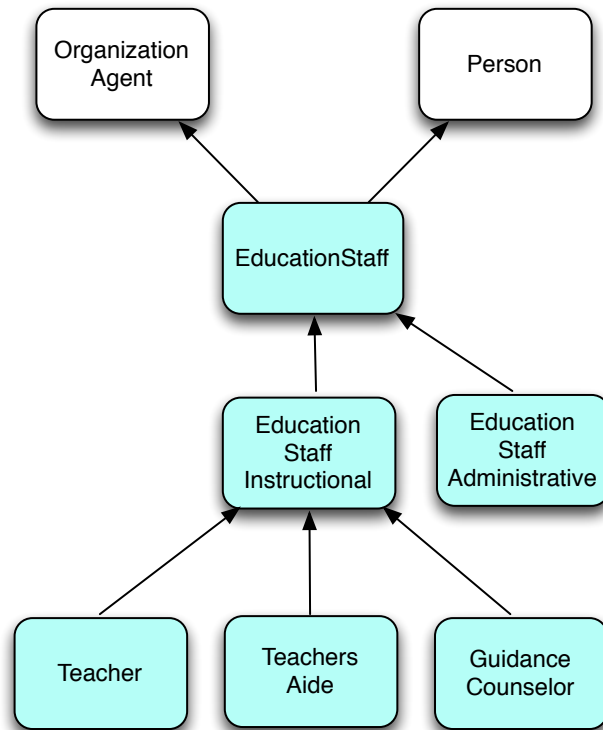 Organization
Agent
Person
EducationStaff
Education
Staff
Instructional
Education
Staff
Administrative
Teacher
Teachers
Aide
Guidance
Counselor